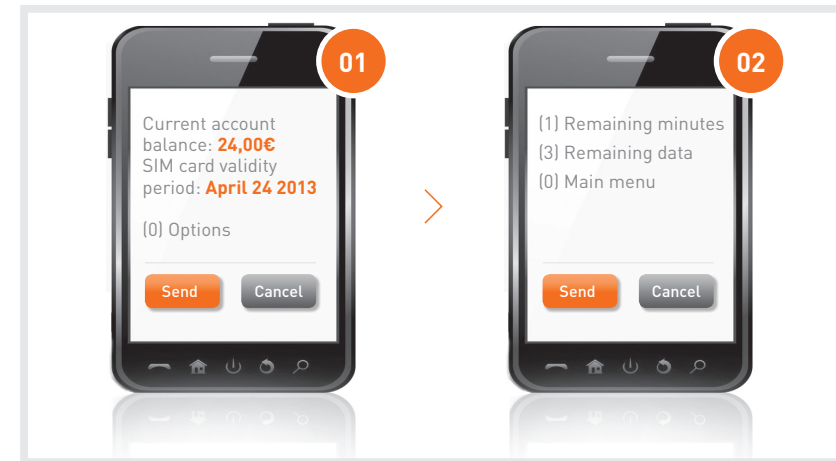 01
Current account
balance: 24,00€
SIM card validity
period: April 24 2013
(0) Options
Send
Cancel
02
(1) Remaining minutes
(3) Remaining data
(0) Main menu
Send
Cancel